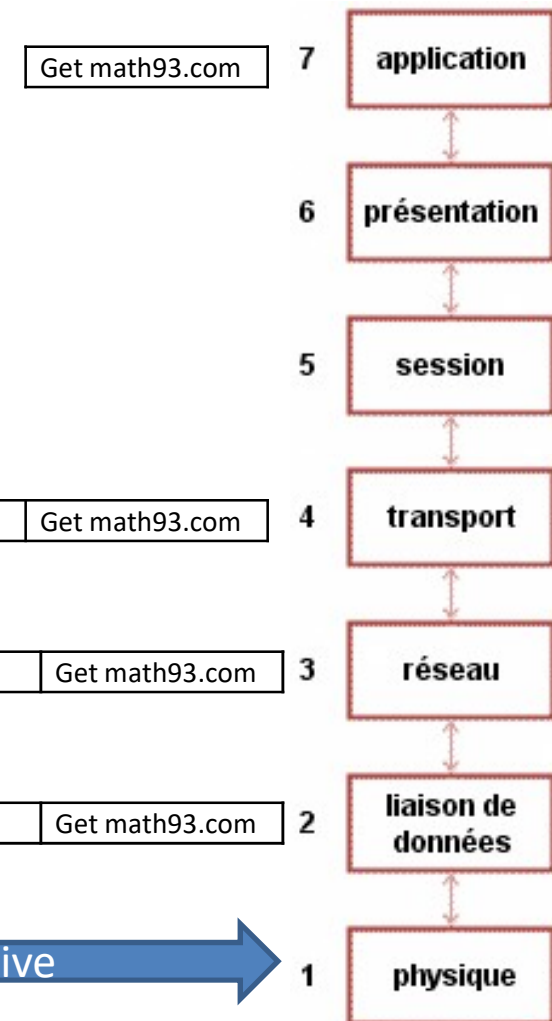 Get math93.com 7 application
6 présentation
5 session
Get math93.com 4 transport
Get math93.com 3 réseau
Get math93.com 2 liaison de
données
1 physique